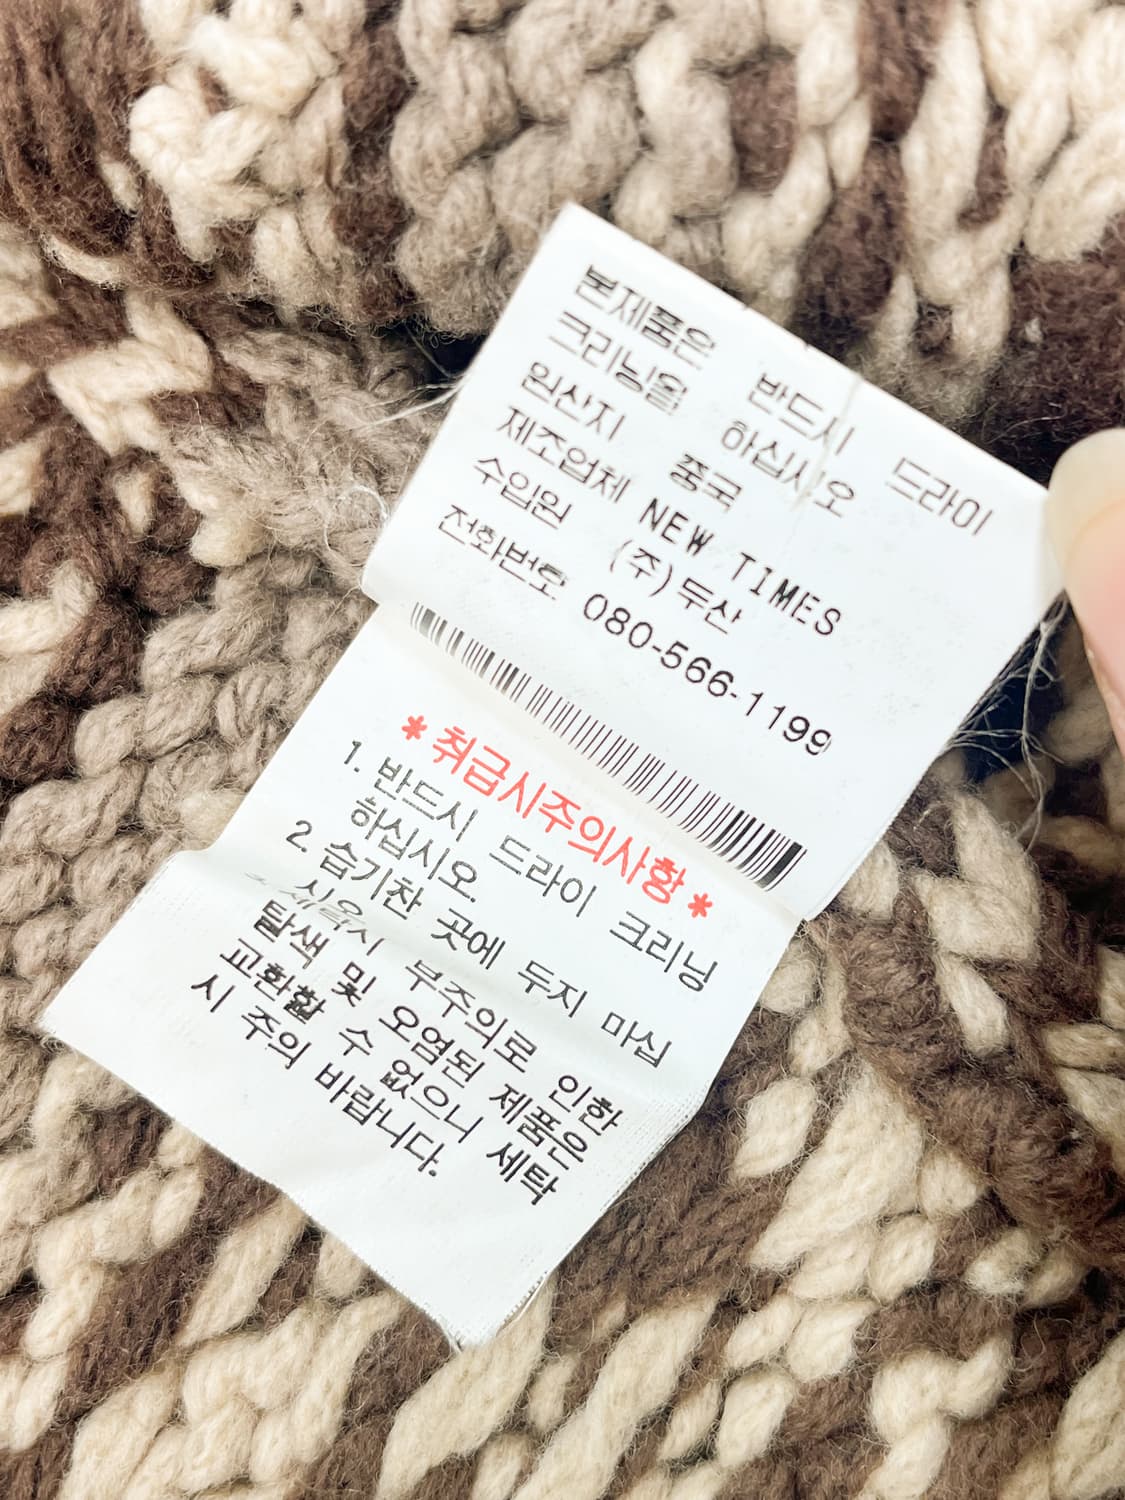 본제품은 반드시 드라이
크리닝을 하십시오
원산지 중국
제조업체 NEW TIMES
수입원 (주)두산
전화번호 080-566-1199
*취급시주의사항*
1. 반드시 드라이 크리닝
하십시오.
2. 습기찬 곳에 두지 마십
부주의로 인한
탈색 및 오염된 제품은
교환할 수 없으니 세탁
시 주의 바랍니다.